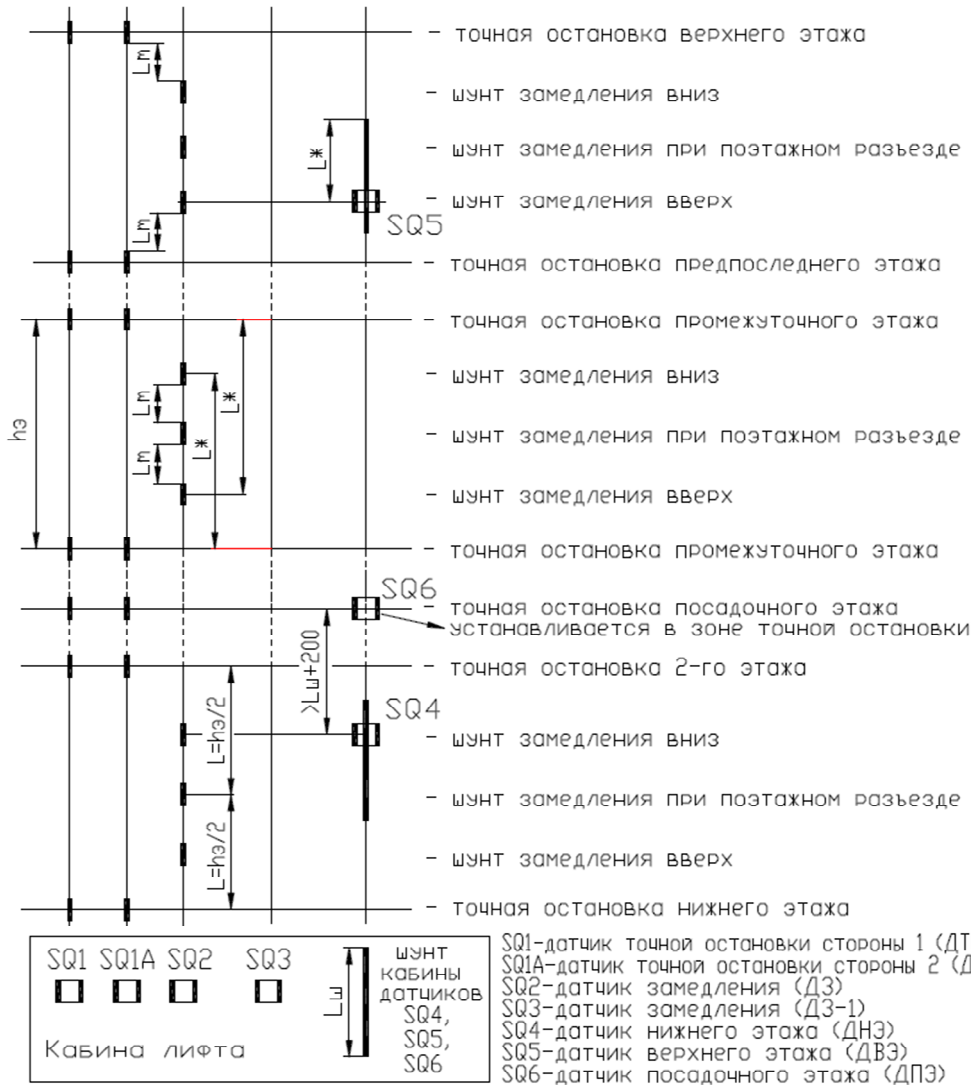 - точная остановка верхнего этажа
Lm
- шунт замедления вниз
- шунт замедления при поэтажном разъезде
L*
- шунт замедления вверх
SQ5
Lm
- точная остановка предпоследнего этажа
- точная остановка промежуточного этажа
- шунт замедления вниз
Lm
L*
hэ
- шунт замедления при поэтажном разъезде
L*
Lm
- шунт замедления вверх
- точная остановка промежуточного этажа
SQ6
- точная остановка посадочного этажа
устанавливается в зоне точной остановки
- точная остановка 2-го этажа
>Lш+200
L=hэ/2
SQ4
- шунт замедления вниз
- шунт замедления при поэтажном разъезде
L=hэ/2
- шунт замедления вверх
- точная остановка нижнего этажа
SQ1 SQ1A SQ2 SQ3
Кабина лифта
Lш
шунт
кабины
датчиков
SQ4,
SQ5,
SQ6
SQ1-датчик точной остановки стороны 1 (ДТ
SQ1A-датчик точной остановки стороны 2 (Д
SQ2-датчик замедления (ДЗ)
SQ3-датчик замедления (ДЗ-1)
SQ4-датчик нижнего этажа (ДНЭ)
SQ5-датчик верхнего этажа (ДВЭ)
SQ6-датчик посадочного этажа (ДПЭ)